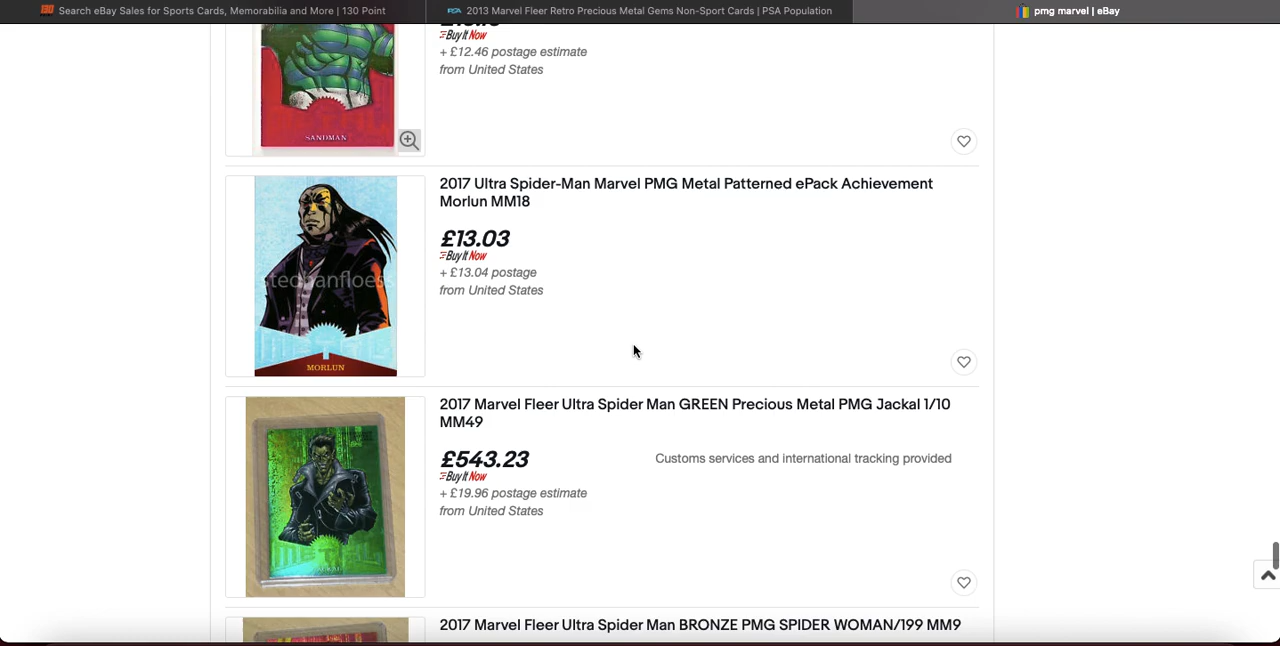 Search eBay Sales for Sports Cards, Memorabilia and More | 130 Point
PSA 2013 Marvel Fleer Retro Precious Metal Gems Non-Sport Cards | PSA Population
pmg marvel | eBay
Buy It Now
+ £12.46 postage estimate
from United States
SANDMAN
2017 Ultra Spider-Man Marvel PMG Metal Patterned ePack Achievement
Morlun MM18
£13.03
Buy It Now
+ £13.04 postage
from United States
MORLUN
2017 Marvel Fleer Ultra Spider Man GREEN Precious Metal PMG Jackal 1/10
MM49
£543.23
Customs services and international tracking provided
Buy It Now
+ £19.96 postage estimate
from United States
2017 Marvel Fleer Ultra Spider Man BRONZE PMG SPIDER WOMAN/199 MM9